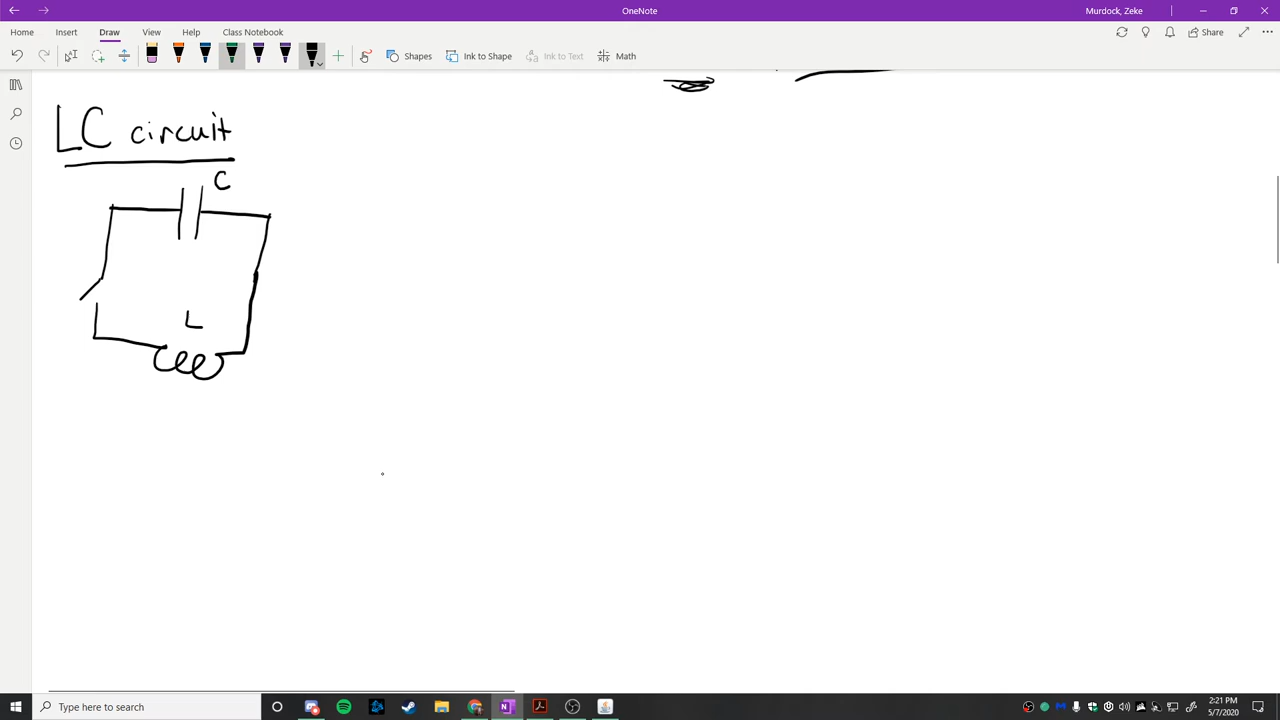 OneNote
Murdock, Zeke
Home Insert Draw View Help Class Notebook
Share
Shapes Ink to Shape Ink to Text Math
LC circuit
C
L
Type here to search
2:21 PM
5/7/2020